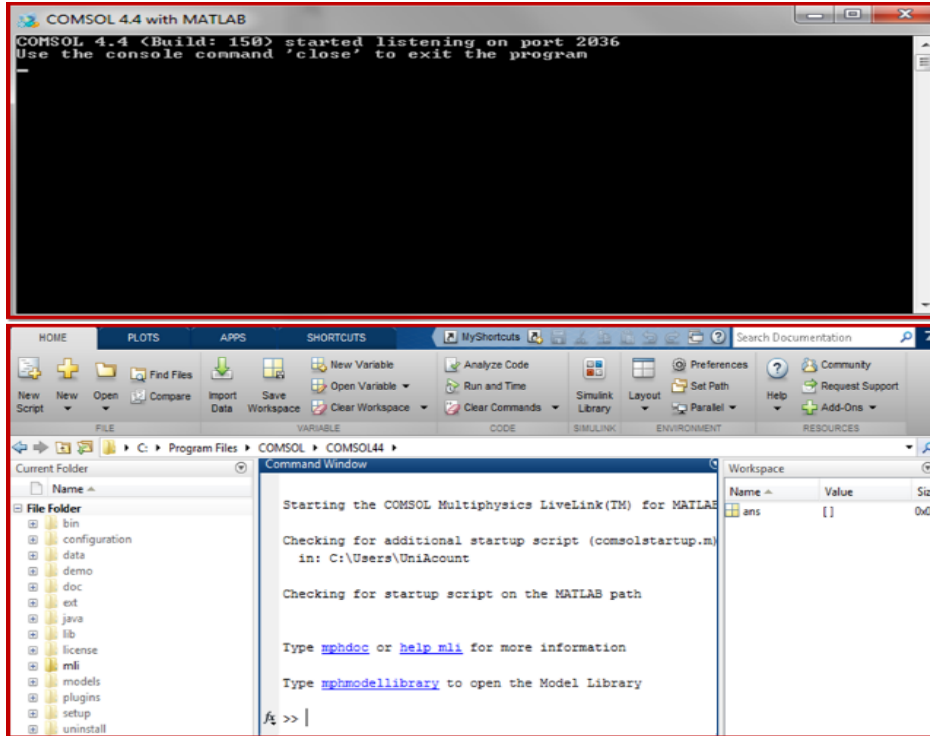 COMSOL 4.4 with MATLAB
COMSOL 4.4 (Build: 150) started listening on port 2036
Use the console command 'close' to exit the program
HOME PLOTS APPS SHORTCUTS MyShortcuts Search Documentation
New Script
New
Open
Find Files
Compare
FILE
Import Data
Save Workspace
New Variable
Open Variable
Clear Workspace
VARIABLE
Analyze Code
Run and Time
Clear Commands
CODE
Simulink Library
SIMULINK
Layout
Preferences
Set Path
Parallel
ENVIRONMENT
Help
Community
Request Support
Add-Ons
RESOURCES
C: Program Files COMSOL COMSOL44
Current Folder
Name
File Folder
bin
configuration
data
demo
doc
ext
java
lib
license
mli
models
plugins
setup
uninstall
Command Window
Starting the COMSOL Multiphysics LiveLink(TM) for MATLAB
Checking for additional startup script (comsolstartup.m)
in: C:\Users\UniAcount
Checking for startup script on the MATLAB path
Type mphdoc or help mli for more information
Type mphmodellibrary to open the Model Library
fx >>
Workspace
Name Value Siz
ans [ ] 0x0